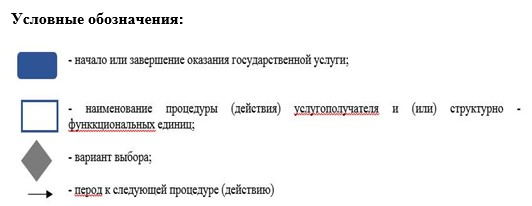 Условные обозначения:
- начало или завершение оказания государственной услуги;
- наименование процедуры (действия) услугополучателя и (или) структурно -
функкциональных единиц;
- вариант выбора;
- перод к следующей процедуре (действию)